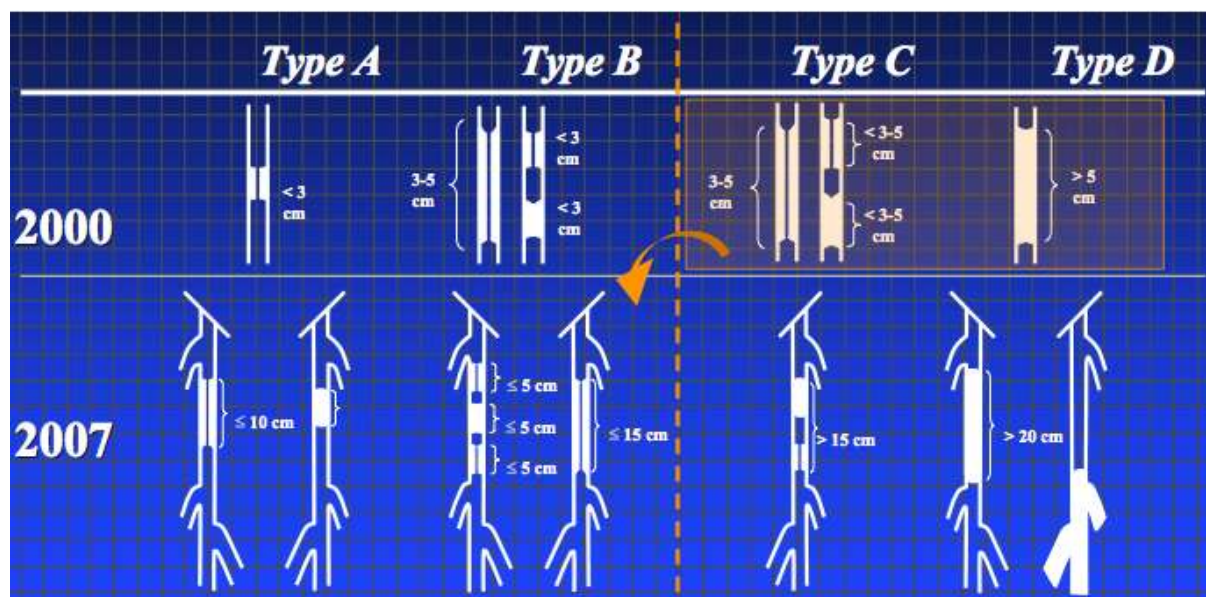 Type A
Type B
Type C
Type D
2000
< 3
cm
3-5
cm
< 3
cm
< 3
cm
3-5
cm
< 3-5
cm
< 3-5
cm
> 5
cm
2007
≤ 10 cm
≤ 5 cm
≤ 5 cm
≤ 5 cm
≤ 15 cm
> 15 cm
> 20 cm